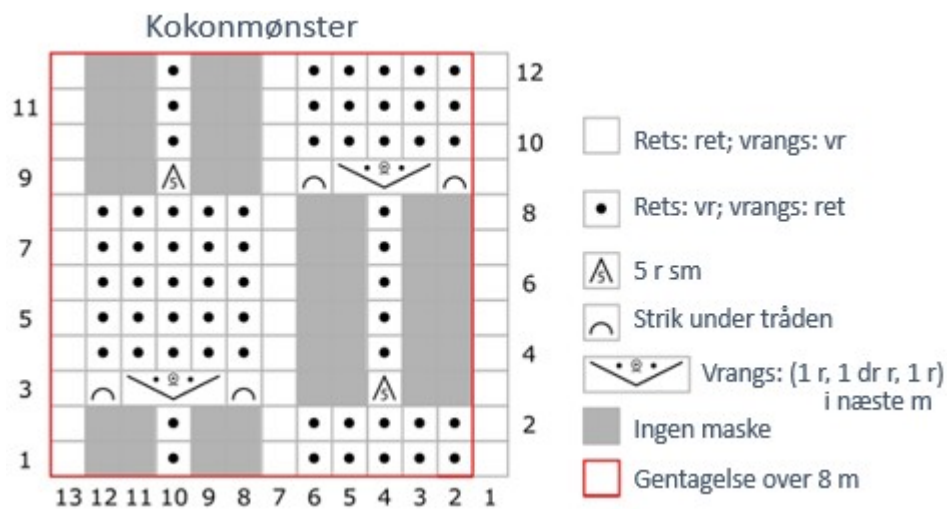 Kokonmønster
12
11
10
9
8
7
6
5
4
3
2
1
13 12 11 10 9 8 7 6 5 4 3 2 1
Rets: ret; vrangs: vr
Rets: vr; vrangs: ret
5 r sm
Strik under tråden
Vrangs: (1 r, 1 dr r, 1 r)
i næste m
Ingen maske
Gentagelse over 8 m